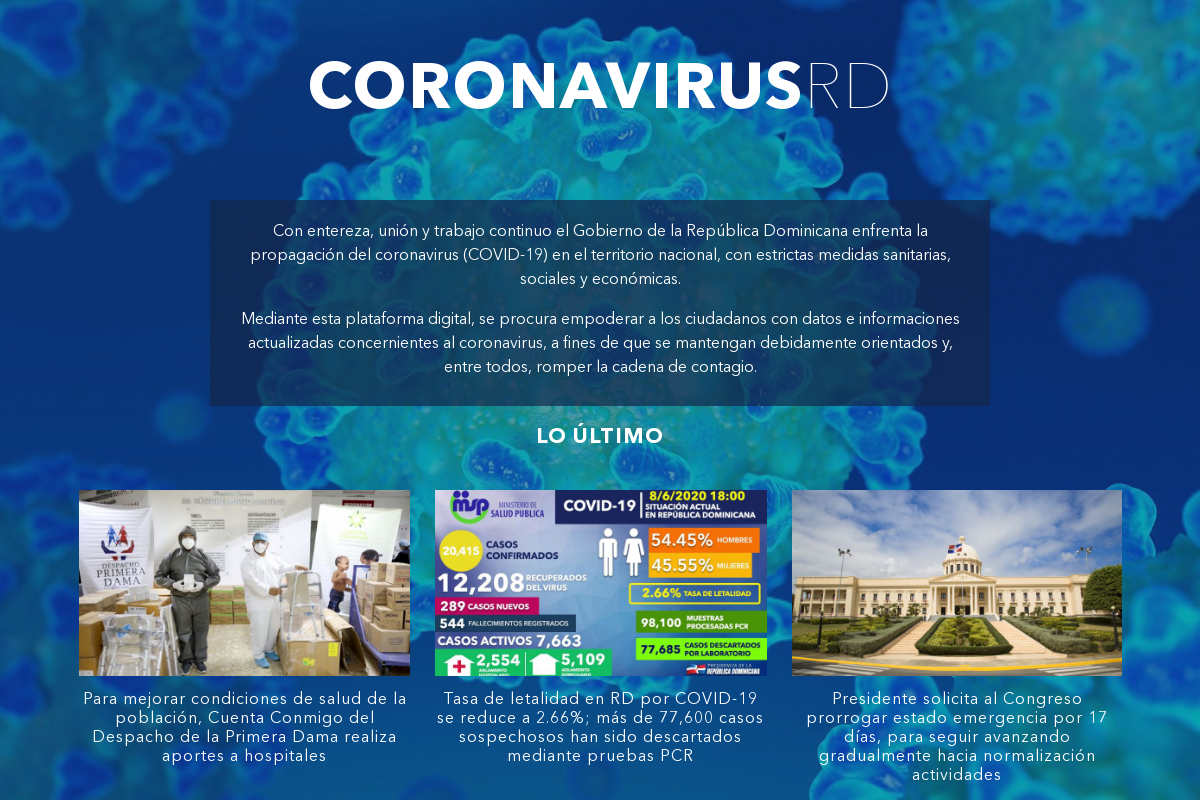 CORONAVIRUSRD
Con entereza, unión y trabajo continuo el Gobierno de la República Dominicana enfrenta la
propagación del coronavirus (COVID-19) en el territorio nacional, con estrictas medidas sanitarias,
sociales y económicas.
Mediante esta plataforma digital, se procura empoderar a los ciudadanos con datos e informaciones
actualizadas concernientes al coronavirus, a fines de que se mantengan debidamente orientados y,
entre todos, romper la cadena de contagio.
LO ÚLTIMO
DESPACHO
PRIMERA
DAMA
msp
MINISTERIO DE
SALUD PUBLICA
COVID-19
8/6/2020 18:00
SITUACIÓN ACTUAL
EN REPÚBLICA DOMINICANA
20,415 CASOS
CONFIRMADOS
12,208 RECUPERADOS
DEL VIRUS
289 CASOS NUEVOS
544 FALLECIMIENTOS REGISTRADOS
CASOS ACTIVOS 7,663
2,554 AISLAMIENTO
HOSPITALARIO
5,109 AISLAMIENTO
DOMICILIARIO
54.45% HOMBRES
45.55% MUJERES
2.66% TASA DE LETALIDAD
98,100 MUESTRAS
PROCESADAS PCR
77,685 CASOS DESCARTADOS
POR LABORATORIO
PRESIDENCIA DE LA
REPÚBLICA DOMINICANA
Para mejorar condiciones de salud de la
población, Cuenta Conmigo del
Despacho de la Primera Dama realiza
aportes a hospitales
Tasa de letalidad en RD por COVID-19
se reduce a 2.66%; más de 77,600 casos
sospechosos han sido descartados
mediante pruebas PCR
Presidente solicita al Congreso
prorrogar estado emergencia por 17
días, para seguir avanzando
gradualmente hacia normalización
actividades